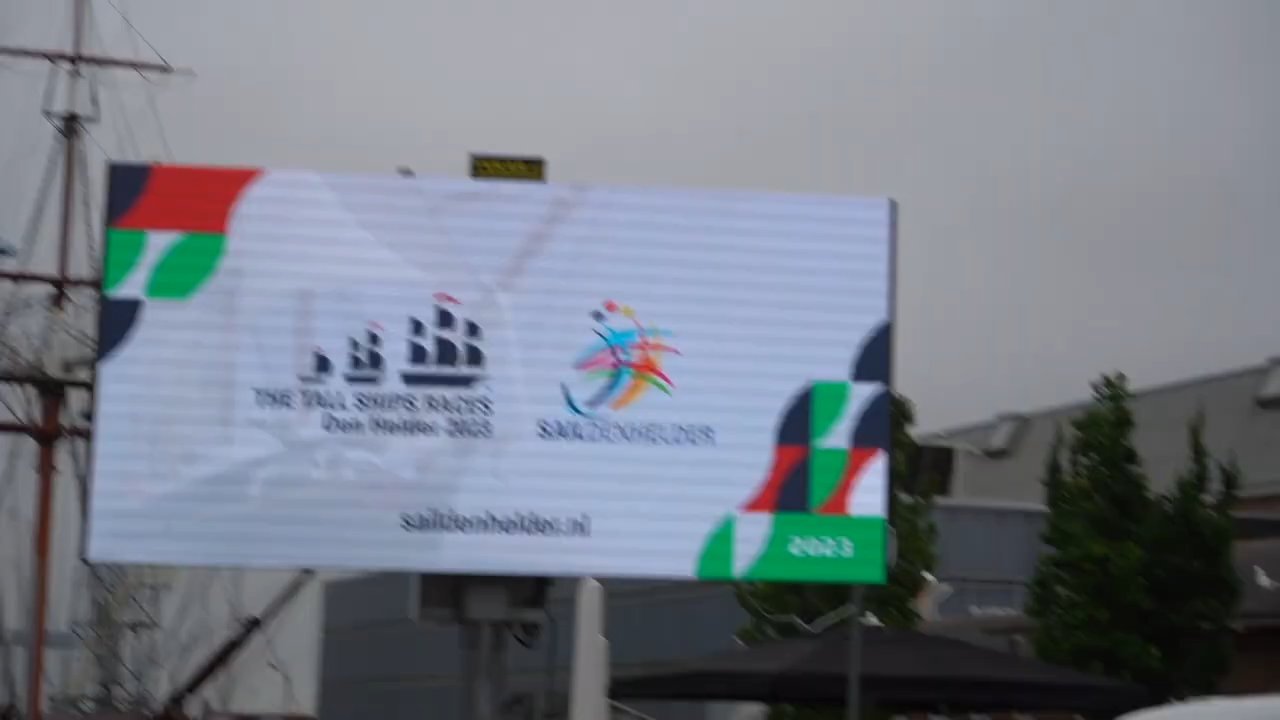 THE TALL SHIPS RACES
Den Helder 2023
SAILDENHELDER
saildenhelder.nl
2023